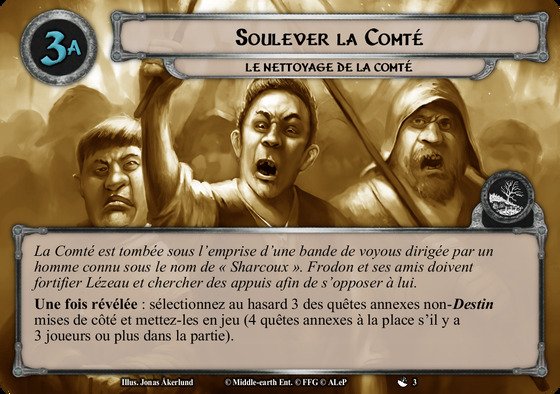 3A
Soulever la Comté
le nettoyage de la comté
La Comté est tombée sous l’emprise d’une bande de voyous dirigée par un
homme connu sous le nom de « Sharcoux ». Frodon et ses amis doivent
fortifier Lézeau et chercher des appuis afin de s’opposer à lui.
Une fois révélée : sélectionnez au hasard 3 des quêtes annexes non-Destin
mises de côté et mettez-les en jeu (4 quêtes annexes à la place s’il y a
3 joueurs ou plus dans la partie).
Illus. Jonas Åkerlund © Middle-earth Ent. © FFG © ALeP 3